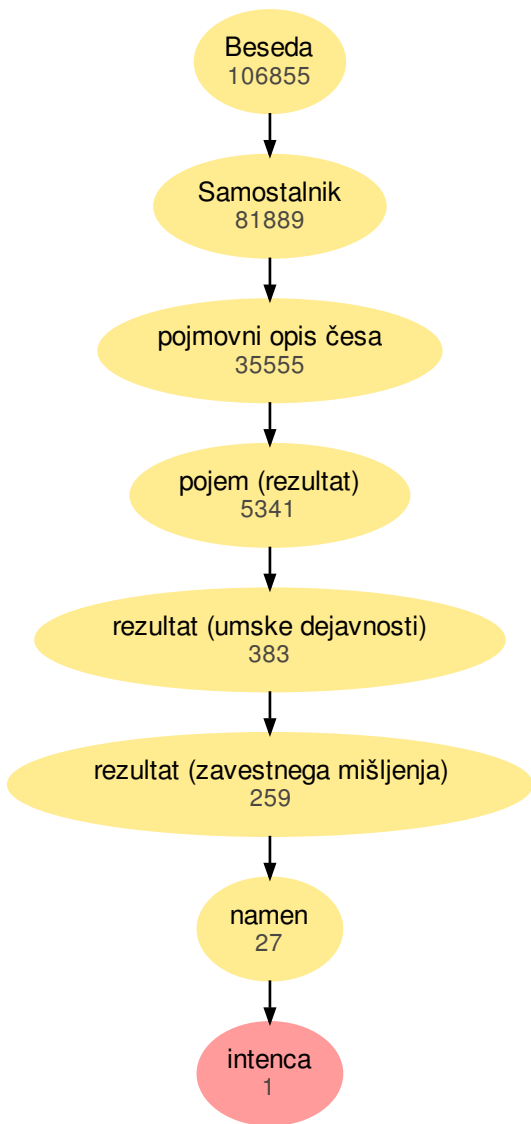 Beseda
106855
Samostalnik
81889
pojmovni opis česa
35555
pojem (rezultat)
5341
rezultat (umske dejavnosti)
383
rezultat (zavestnega mišljenja)
259
namen
27
intenca
1